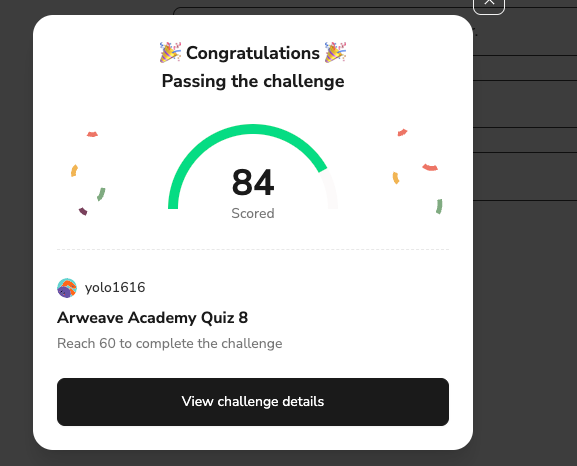 🎉 Congratulations 🎉
Passing the challenge
84
Scored
yolo1616
Arweave Academy Quiz 8
Reach 60 to complete the challenge
View challenge details